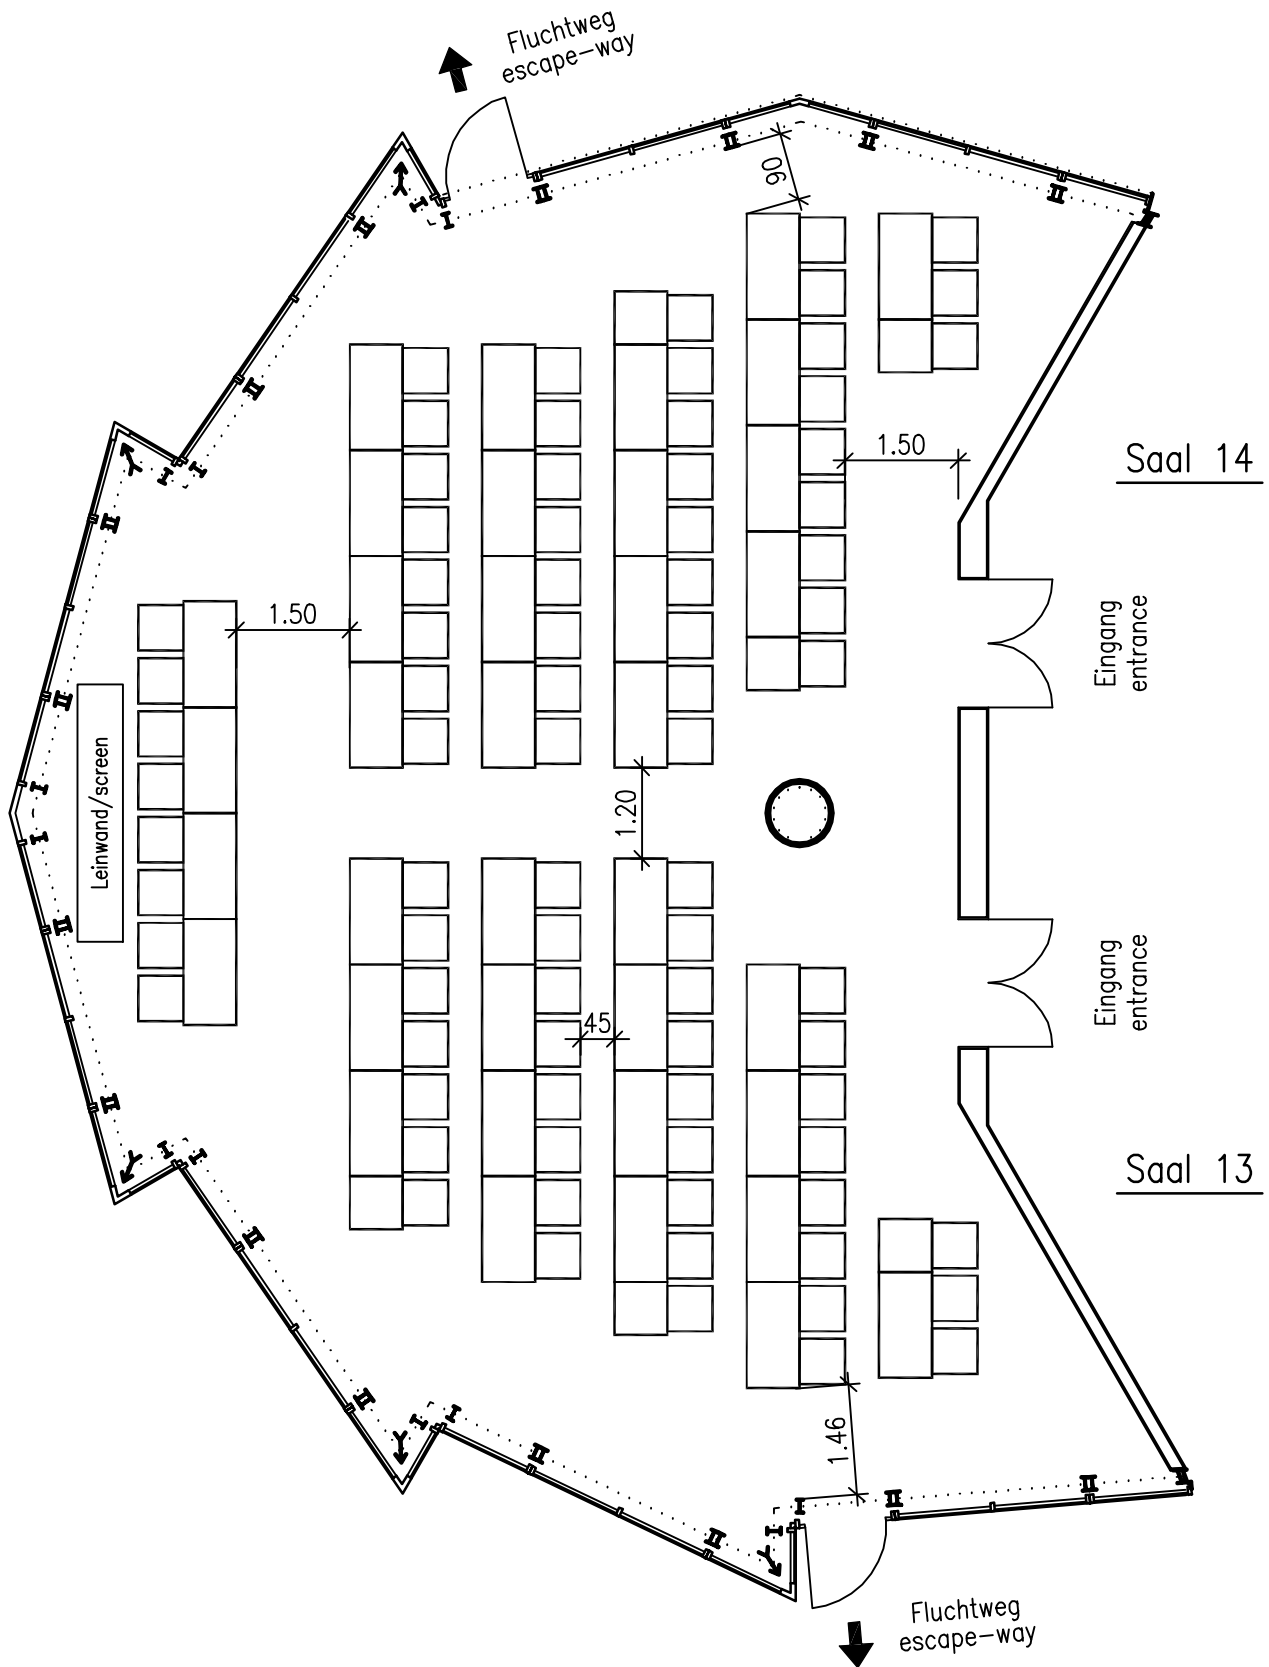 Fluchtweg
escape-way
90
1.50
Saal 14
1.50
Eingang
entrance
Leinwand/screen
1.20
45
Eingang
entrance
Saal 13
1.46
Fluchtweg
escape-way